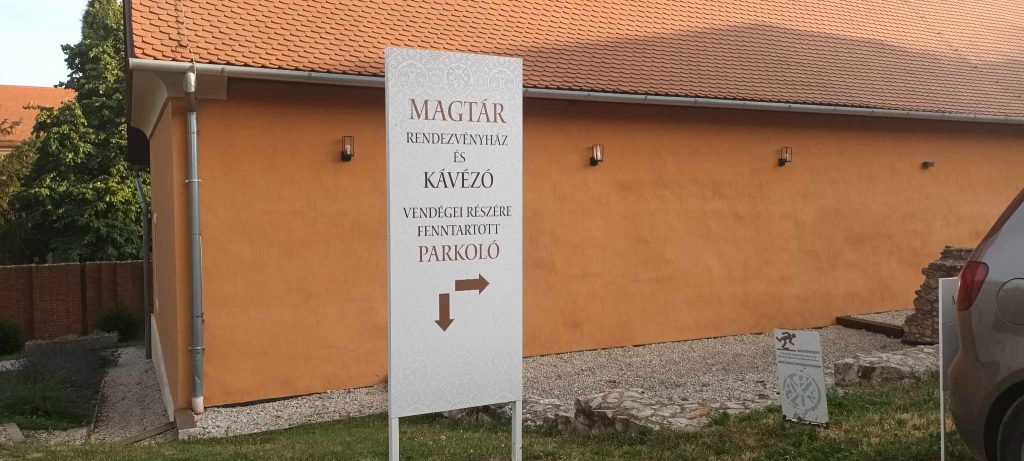 MAGTÁR
RENDEZVÉNYHÁZ
ÉS
KÁVÉZÓ
VENDÉGEI RÉSZÉRE
FENNTARTOTT
PARKOLÓ